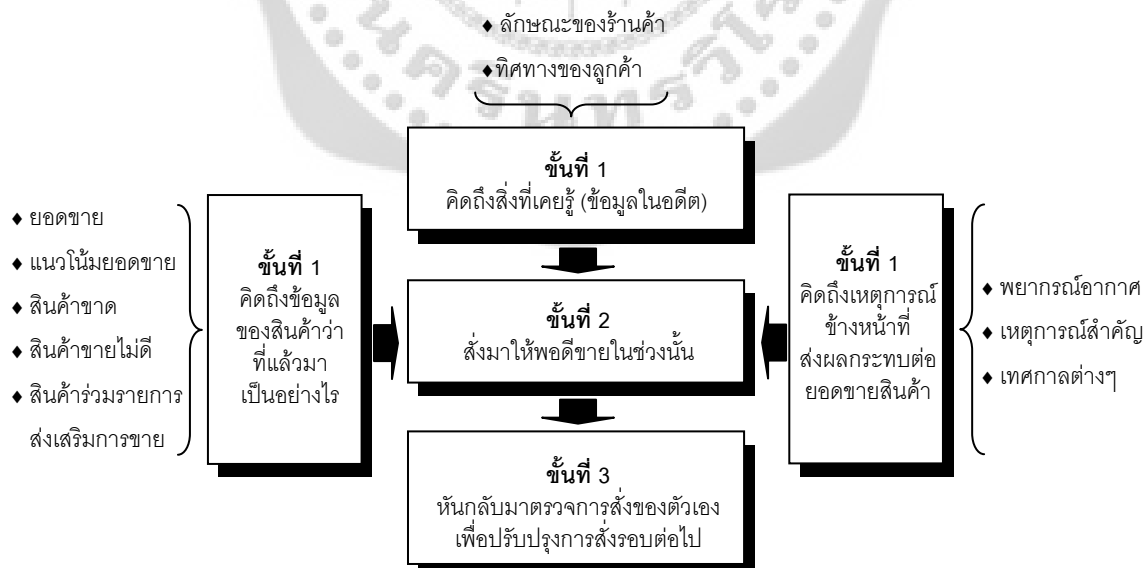 ♦ ลักษณะของร้านค้า
♦ทิศทางของลูกค้า
ขั้นที่ 1
คิดถึงสิ่งที่เคยรู้ (ข้อมูลในอดีต)
♦ ยอดขาย
♦ แนวโน้มยอดขาย
♦ สินค้าขาด
♦ สินค้าขายไม่ดี
♦ สินค้าร่วมรายการ
ส่งเสริมการขาย
ขั้นที่ 1
คิดถึงข้อมูล
ของสินค้าว่า
ที่แล้วมา
เป็นอย่างไร
ขั้นที่ 2
สั่งมาให้พอดีขายในช่วงนั้น
ขั้นที่ 1
คิดถึงเหตุการณ์
ข้างหน้าที่
ส่งผลกระทบต่อ
ยอดขายสินค้า
♦ พยากรณ์อากาศ
♦ เหตุการณ์สำคัญ
♦ เทศกาลต่างๆ
ขั้นที่ 3
หันกลับมาตรวจการสั่งของตัวเอง
เพื่อปรับปรุงการสั่งรอบต่อไป